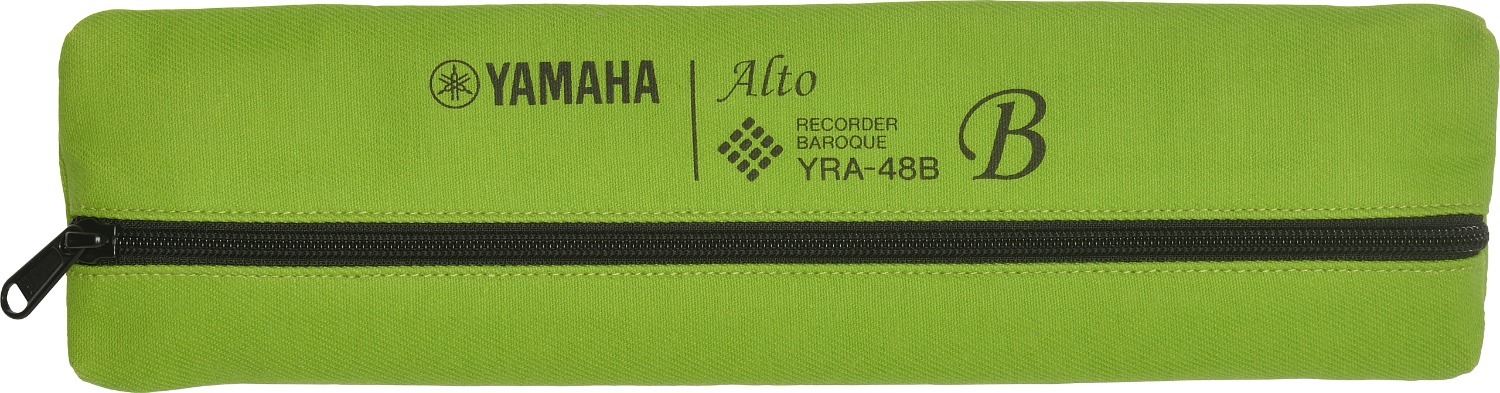 YAMAHA
Alto
RECORDER
BAROQUE
YRA-48B
B